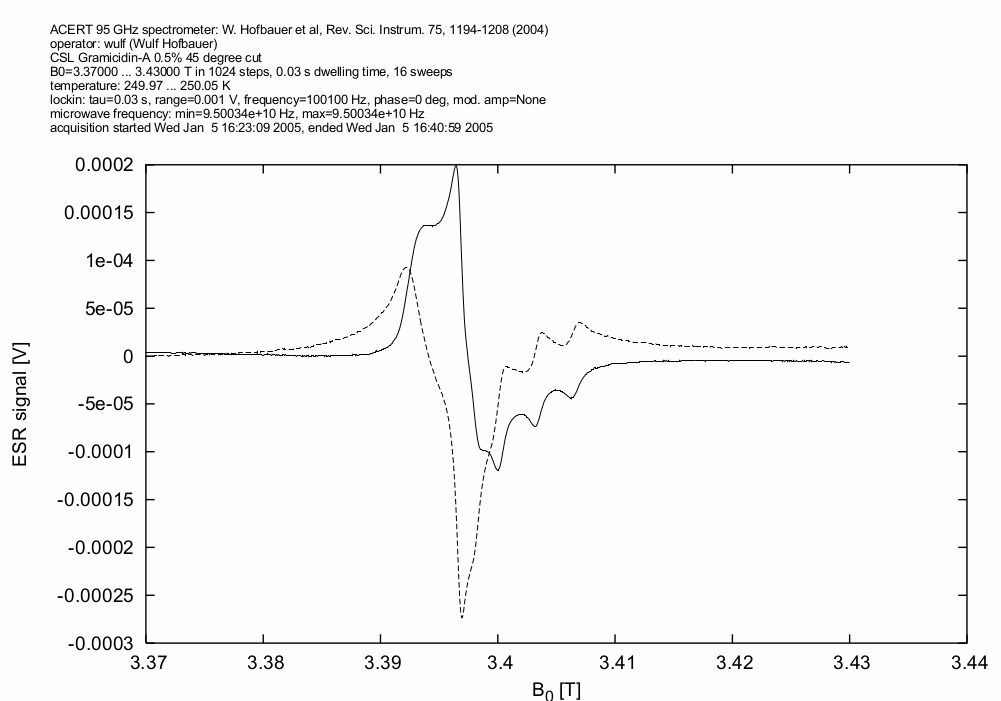 ACERT 95 GHz spectrometer: W. Hofbauer et al, Rev. Sci. Instrum. 75, 1194-1208 (2004)
operator: wulf (Wulf Hofbauer)
CSL Gramicidin-A 0.5% 45 degree cut
B0=3.37000 ... 3.43000 T in 1024 steps, 0.03 s dwelling time, 16 sweeps
temperature: 249.97 ... 250.05 K
lockin: tau=0.03 s, range=0.001 V, frequency=100100 Hz, phase=0 deg, mod. amp=None
microwave frequency: min=9.50034e+10 Hz, max=9.50034e+10 Hz
acquisition started Wed Jan  5 16:23:09 2005, ended Wed Jan  5 16:40:59 2005
0.0002
0.00015
1e-04
5e-05
0
-5e-05
-0.0001
-0.00015
-0.0002
-0.00025
-0.0003
ESR signal [V]
3.37 3.38 3.39 3.4 3.41 3.42 3.43 3.44
B0 [T]